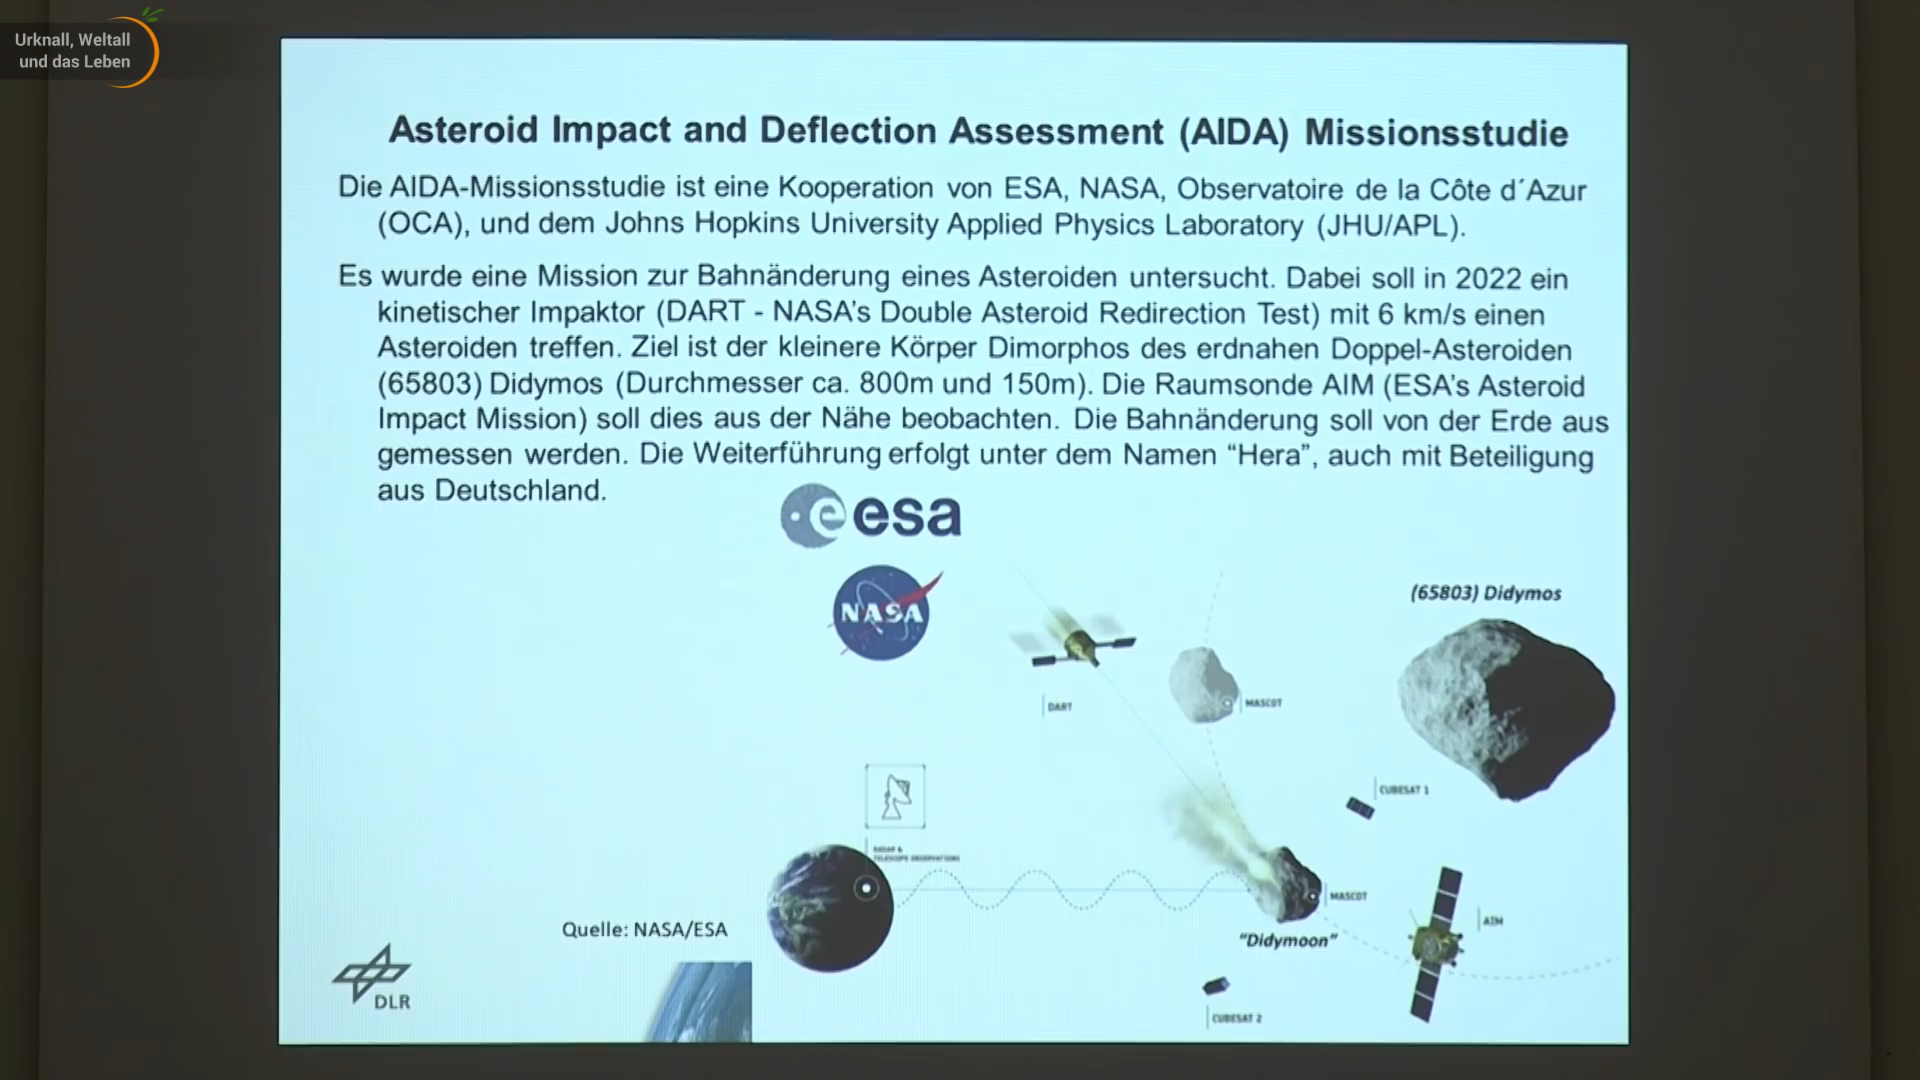 Urknall, Weltall
und das Leben
Asteroid Impact and Deflection Assessment (AIDA) Missionsstudie
Die AIDA-Missionsstudie ist eine Kooperation von ESA, NASA, Observatoire de la Côte d´Azur
(OCA), und dem Johns Hopkins University Applied Physics Laboratory (JHU/APL).
Es wurde eine Mission zur Bahnänderung eines Asteroiden untersucht. Dabei soll in 2022 ein
kinetischer Impaktor (DART - NASA's Double Asteroid Redirection Test) mit 6 km/s einen
Asteroiden treffen. Ziel ist der kleinere Körper Dimorphos des erdnahen Doppel-Asteroiden
(65803) Didymos (Durchmesser ca. 800m und 150m). Die Raumsonde AIM (ESA's Asteroid
Impact Mission) soll dies aus der Nähe beobachten. Die Bahnänderung soll von der Erde aus
gemessen werden. Die Weiterführung erfolgt unter dem Namen “Hera”, auch mit Beteiligung
aus Deutschland.
esa
NASA
(65803) Didymos
DART
MASCOT
CUBESAT 1
RADAR &
TELESCOPE OBSERVATIONS
MASCOT
AIM
"Didymoon"
Quelle: NASA/ESA
DLR
CUBESAT 2